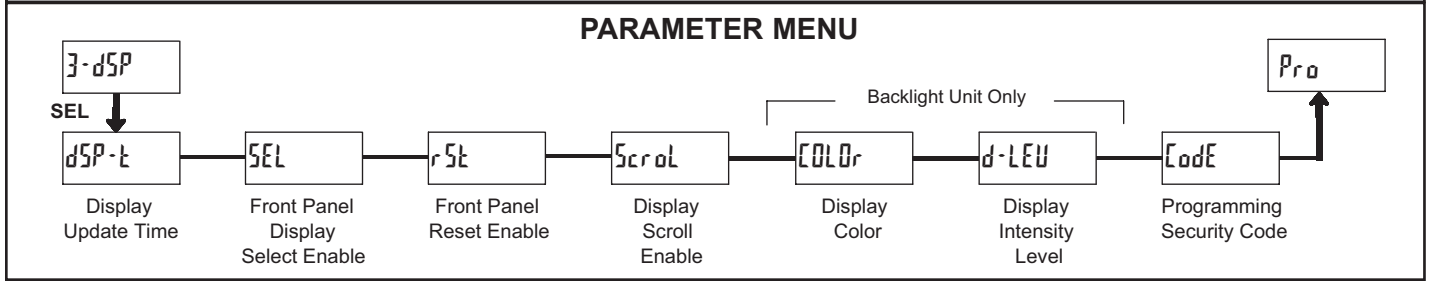 PARAMETER MENU
3-dSP
Pro
SEL
Backlight Unit Only
dSP-t
SEL
rSt
ScroL
COLOr
d-LEV
CodE
Display
Update Time
Front Panel
Display
Select Enable
Front Panel
Reset Enable
Display
Scroll
Enable
Display
Color
Display
Intensity
Level
Programming
Security Code